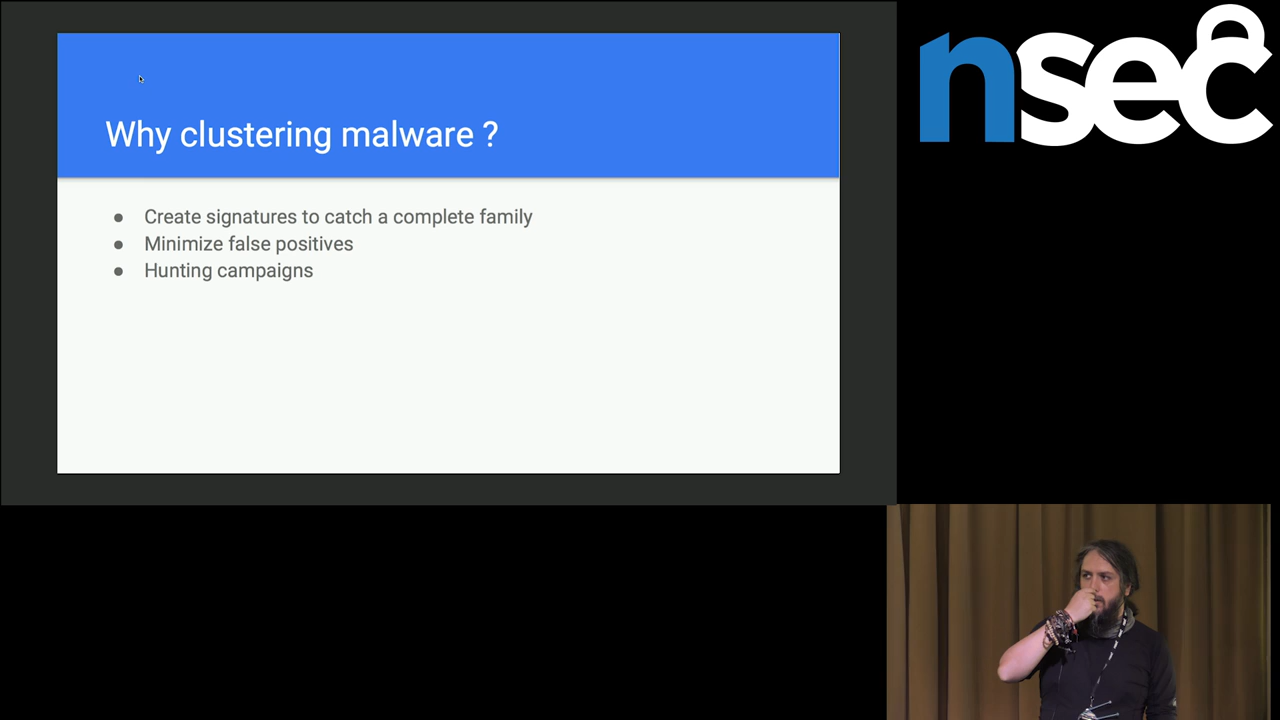 Why clustering malware ?
● Create signatures to catch a complete family
● Minimize false positives
● Hunting campaigns
nsec